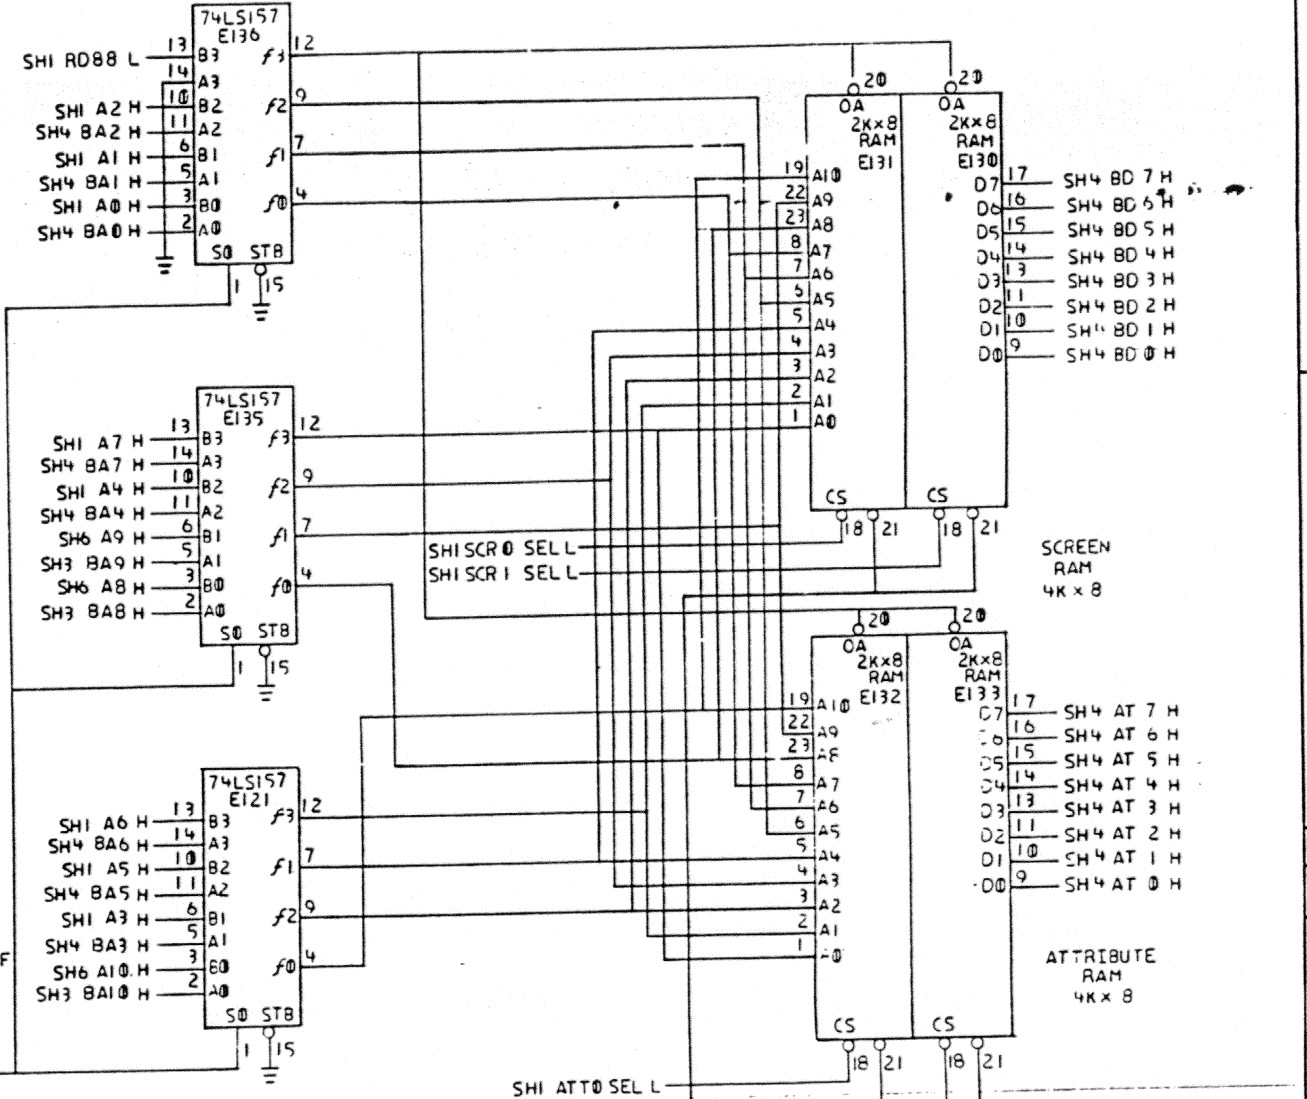 74LS157
E136
SH1 RD88 L 13 B3 f3 12
14 A3
SH1 A2 H 10 B2 f2 9
SH4 BA2 H 11 A2
SH1 A1 H 6 B1 f1 7
SH4 BA1 H 5 A1
SH1 A0 H 3 B0 f0 4
SH4 BA0 H 2 A0
S0 STB
1 15
74LS157
E135
SH1 A7 H 13 B3 f3 12
SH4 BA7 H 14 A3
SH1 A4 H 10 B2 f2 9
SH4 BA4 H 11 A2
SH6 A9 H 6 B1 f1 7
SH3 BA9 H 5 A1
SH6 A8 H 3 B0 f0 4
SH3 BA8 H 2 A0
S0 STB
1 15
74LS157
E121
SH1 A6 H 13 B3 f3 12
SH4 BA6 H 14 A3
SH1 A5 H 10 B2 f1 7
SH4 BA5 H 11 A2
SH1 A3 H 6 B1 f2 9
SH4 BA3 H 5 A1
SH6 A10 H 3 B0 f0 4
SH3 BA10 H 2 A0
S0 STB
1 15
F
20 20
OA OA
2K×8 2K×8
RAM RAM
E131 E130
19 A10
22 A9
23 A8
8 A7
7 A6
6 A5
5 A4
4 A3
3 A2
2 A1
1 A0
D7 17 SH4 BD 7 H
D6 16 SH4 BD 6 H
D5 15 SH4 BD 5 H
D4 14 SH4 BD 4 H
D3 13 SH4 BD 3 H
D2 11 SH4 BD 2 H
D1 10 SH4 BD 1 H
D0 9 SH4 BD 0 H
CS CS
18 21 18 21
SH1 SCR0 SEL L
SH1 SCR1 SEL L
SCREEN
RAM
4K × 8
20 20
OA OA
2K×8 2K×8
RAM RAM
E132 E133
19 A10
22 A9
23 A8
8 A7
7 A6
6 A5
5 A4
4 A3
3 A2
2 A1
1 A0
D7 17 SH4 AT 7 H
D6 16 SH4 AT 6 H
D5 15 SH4 AT 5 H
D4 14 SH4 AT 4 H
D3 13 SH4 AT 3 H
D2 11 SH4 AT 2 H
D1 10 SH4 AT 1 H
D0 9 SH4 AT 0 H
ATTRIBUTE
RAM
4K × 8
CS CS
18 21 18 21
SH1 ATT0 SEL L